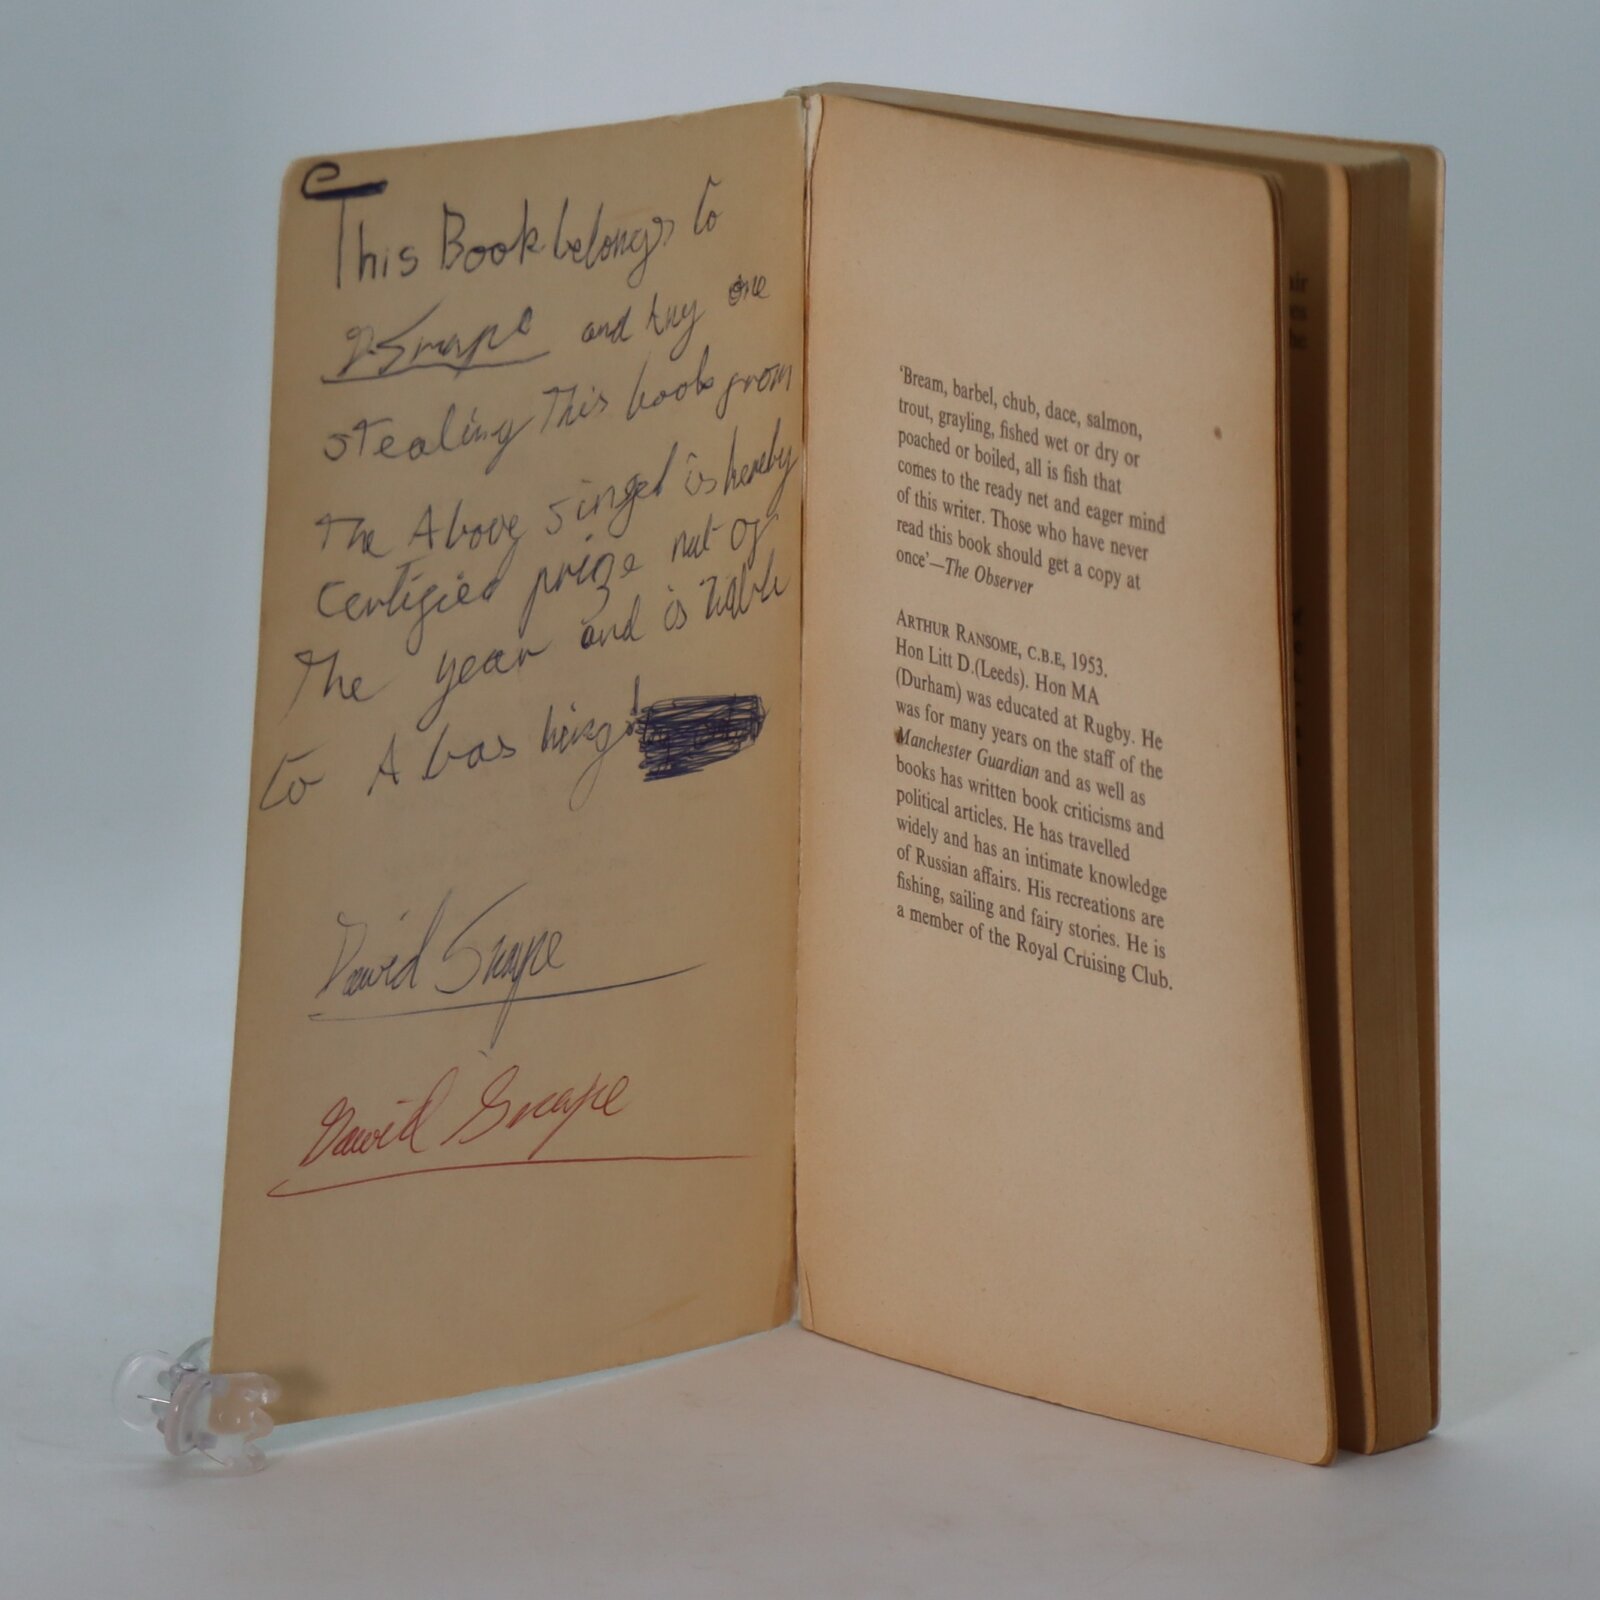 This Book belongs to
D Snape and any one
stealing This book from
The Above singed is hereby
certified prize nut of
The year and is liable
to A bashing!
David Snape
David Snape
'Bream, barbel, chub, dace, salmon,
trout, grayling, fished wet or dry or
poached or boiled, all is fish that
comes to the ready net and eager mind
of this writer. Those who have never
read this book should get a copy at
once'—The Observer
ARTHUR RANSOME, C.B.E, 1953.
Hon Litt D.(Leeds). Hon MA
(Durham) was educated at Rugby. He
was for many years on the staff of the
Manchester Guardian and as well as
books has written book criticisms and
political articles. He has travelled
widely and has an intimate knowledge
of Russian affairs. His recreations are
fishing, sailing and fairy stories. He is
a member of the Royal Cruising Club.